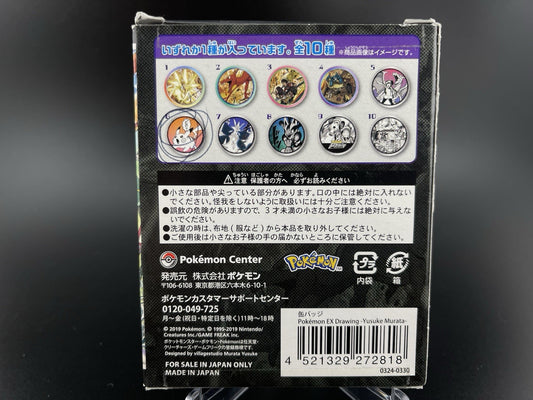 いずれか1種が入っています。全10種
※商品画像はイメージです。
1 2 3 4 5
6 7 8 9 10
⚠注意 保護者の方へ 必ずお読みください
●小さな部品や尖っている部分があります。口の中には絶対に入れないでください。怪我をしないように取扱いには十分ご注意ください。
●誤飲の危険がありますので、3才未満の小さなお子様には絶対に与えないでください。
●洗濯の時は、布地(服など)から本品を取り外してください。
●ご使用後は小さなお子様の手の届かないところに保管してください。
Pokémon Center
POKÉMON
プラ
内袋
紙
箱
発売元 株式会社ポケモン
〒106-6108 東京都港区六本木6-10-1
ポケモンカスタマーサポートセンター
0120-049-725
月〜金(祝日・特定日を除く)11時〜18時
©2019 Pokémon. ©1995-2019 Nintendo/
Creatures Inc./GAME FREAK inc.
ポケットモンスター・ポケモン・Pokémonは任天堂・
クリーチャーズ・ゲームフリークの登録商標です。
Designed by villagestudio Murata Yusuke
FOR SALE IN JAPAN ONLY
MADE IN JAPAN
缶バッジ
Pokémon EX Drawing -Yusuke Murata-
4 521329 272818
0324-0330